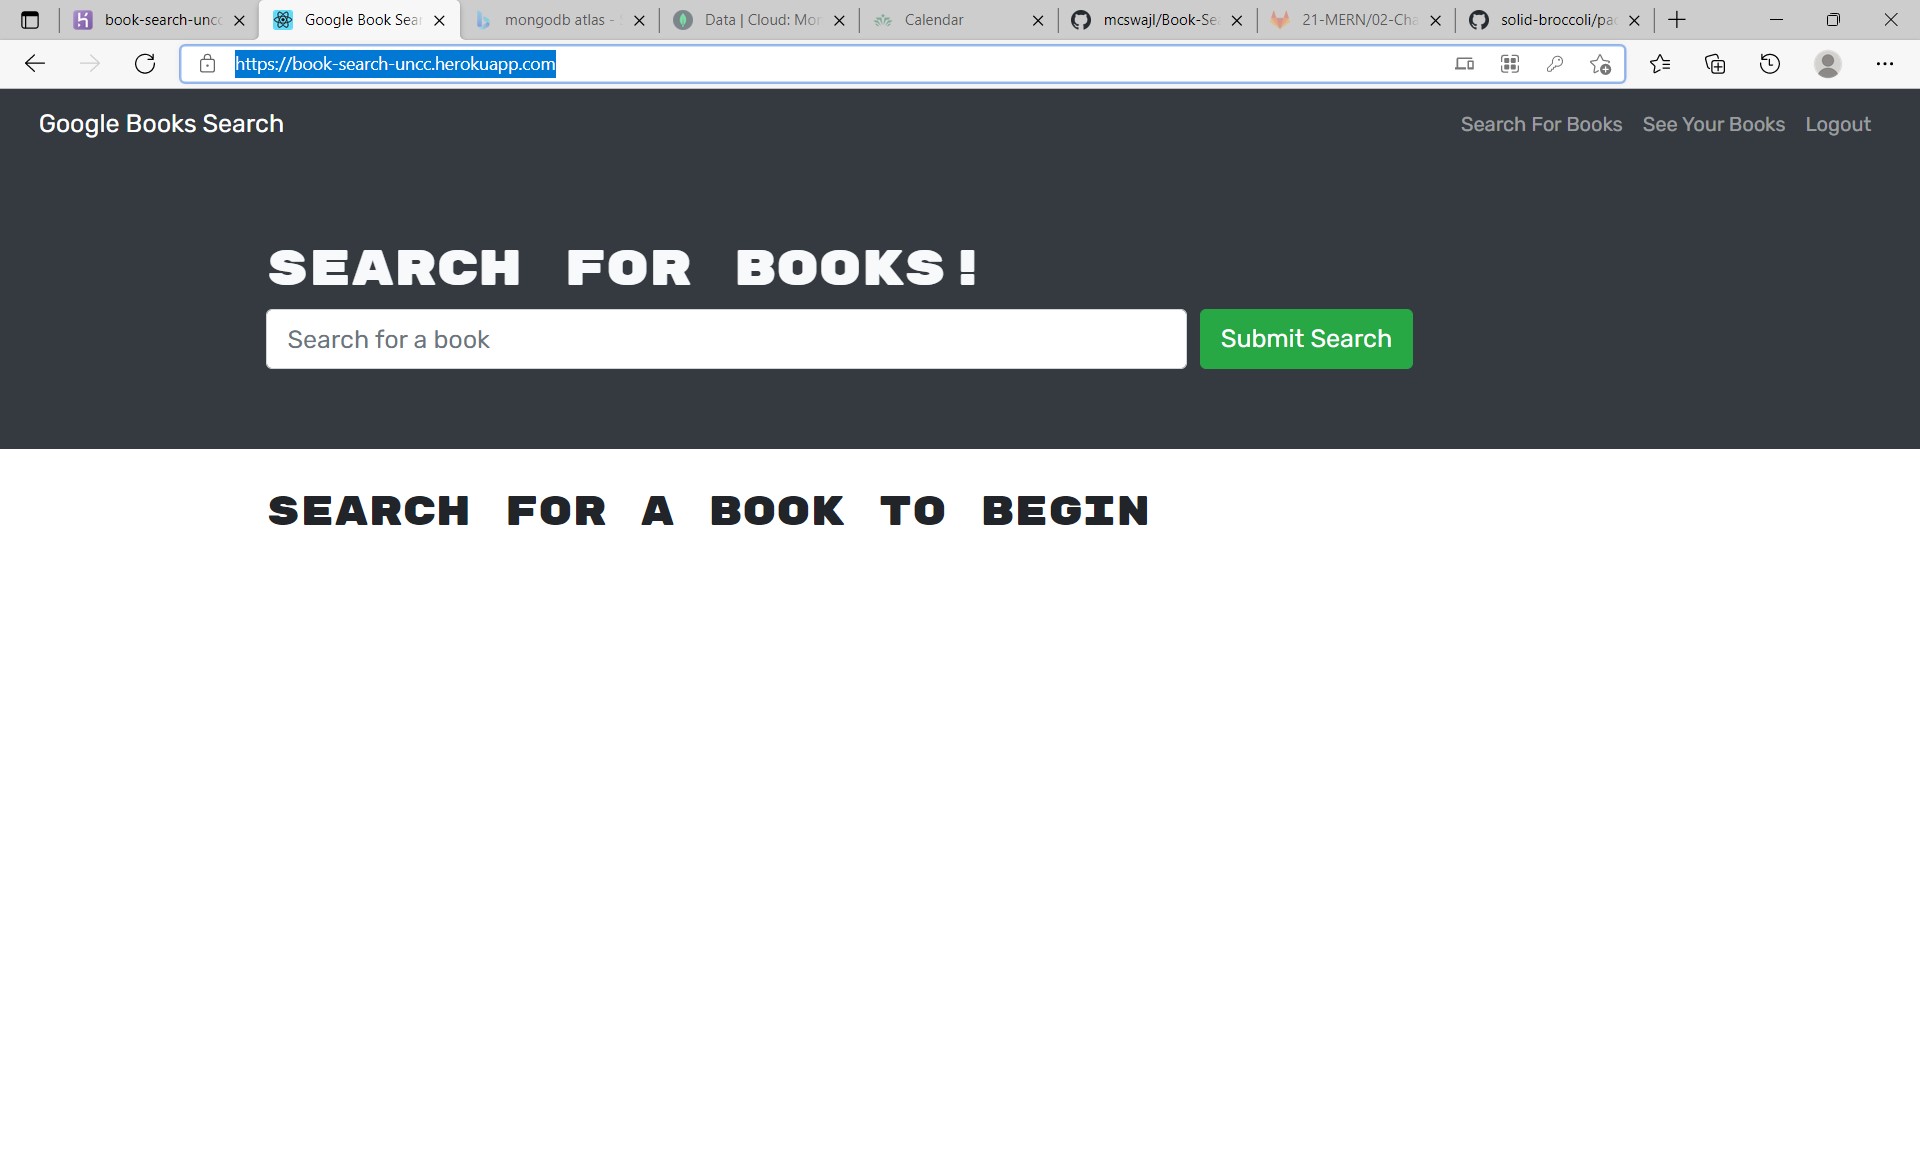 book-search-uncc
Google Book Sear
mongodb atlas -
Data | Cloud: Mon
Calendar
mcswajl/Book-Se
21-MERN/02-Cha
solid-broccoli/pac
https://book-search-uncc.herokuapp.com
Google Books Search
Search For Books
See Your Books
Logout
SEARCH FOR BOOKS!
Search for a book
Submit Search
SEARCH FOR A BOOK TO BEGIN